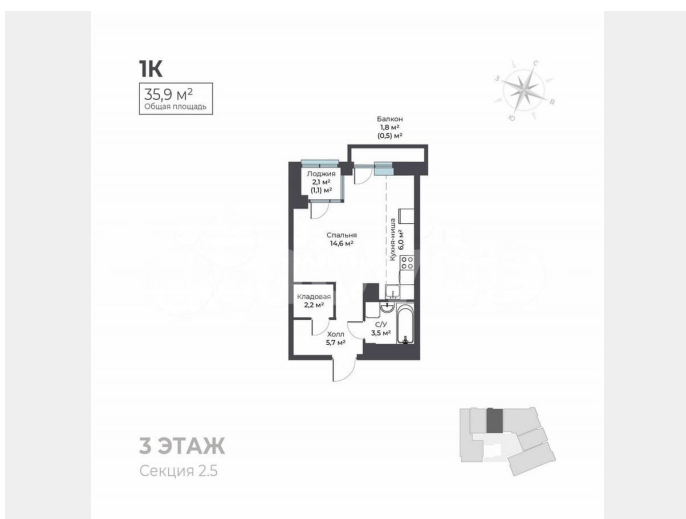 1К
35,9 м²
Общая площадь
С
З
В
Ю
Балкон
1,8 м²
(0,5) м²
Лоджия
2,1 м²
(1,1) м²
Спальня
14,6 м²
Кухня-ниша
6,0 м²
Кладовая
2,2 м²
С/У
3,5 м²
Холл
5,7 м²
3 ЭТАЖ
Секция 2.5